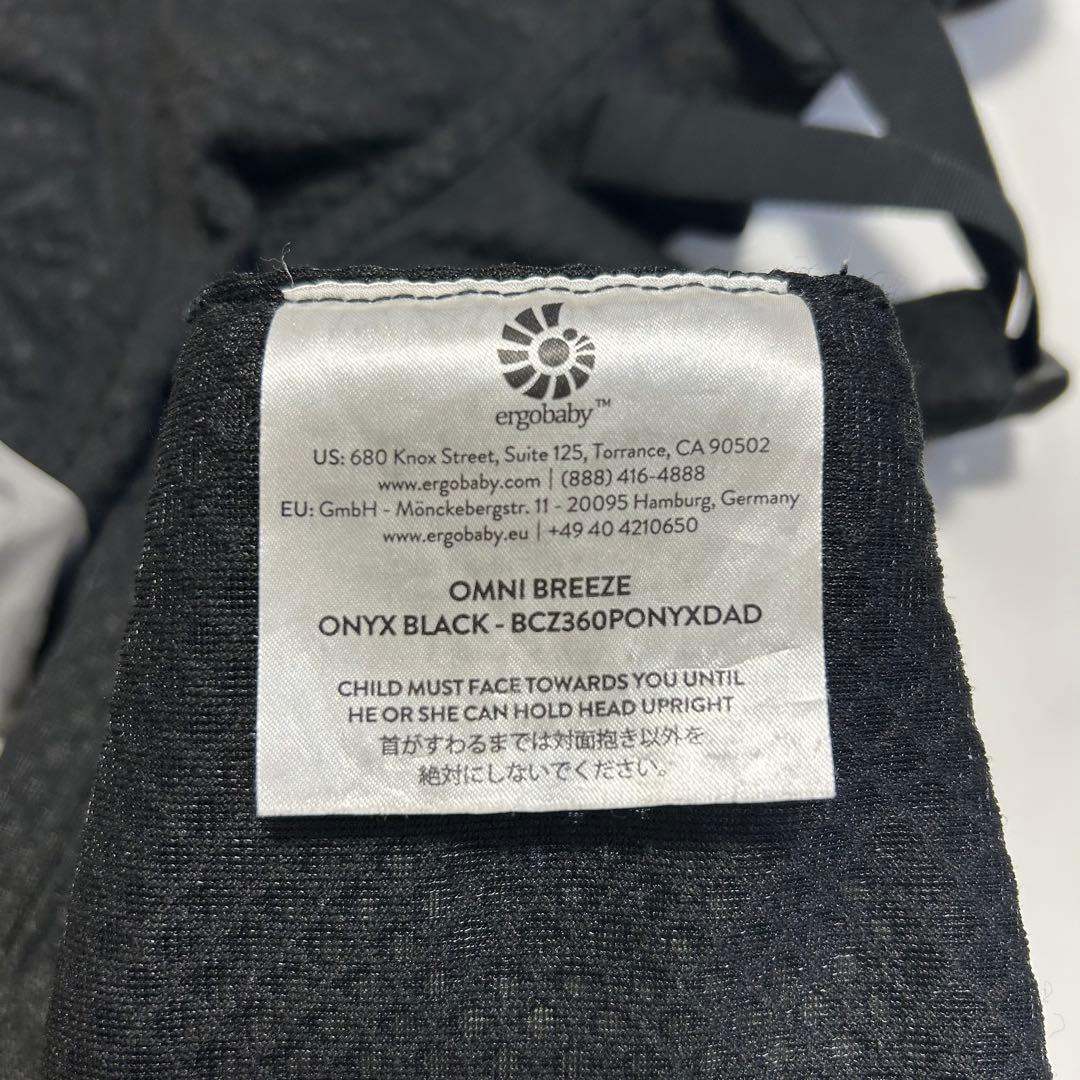 ergobaby™
US: 680 Knox Street, Suite 125, Torrance, CA 90502
www.ergobaby.com | (888) 416-4888
EU: GmbH - Mönckebergstr. 11 - 20095 Hamburg, Germany
www.ergobaby.eu | +49 40 4210650
OMNI BREEZE
ONYX BLACK - BCZ360PONYXDAD
CHILD MUST FACE TOWARDS YOU UNTIL
HE OR SHE CAN HOLD HEAD UPRIGHT
首がすわるまでは対面抱き以外を
絶対にしないでください。